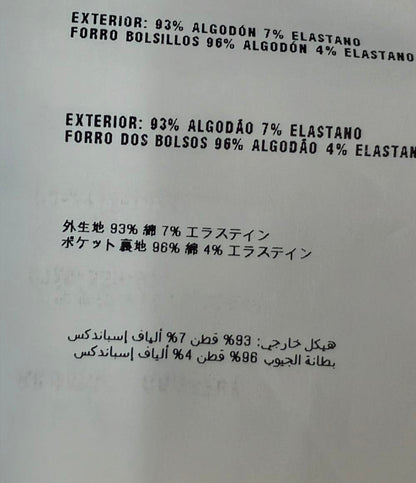 EXTERIOR: 93% ALGODÓN 7% ELASTANO
FORRO BOLSILLOS 96% ALGODÓN 4% ELASTANO
EXTERIOR: 93% ALGODÃO 7% ELASTANO
FORRO DOS BOLSOS 96% ALGODÃO 4% ELASTAN
外生地 93% 綿 7% エラステイン
ポケット裏地 96% 綿 4% エラステイン
هيكل خارجي: 93% قطن 7% ألياف إسباندكس
بطانة الجيوب 96% قطن 4% ألياف إسباندكس